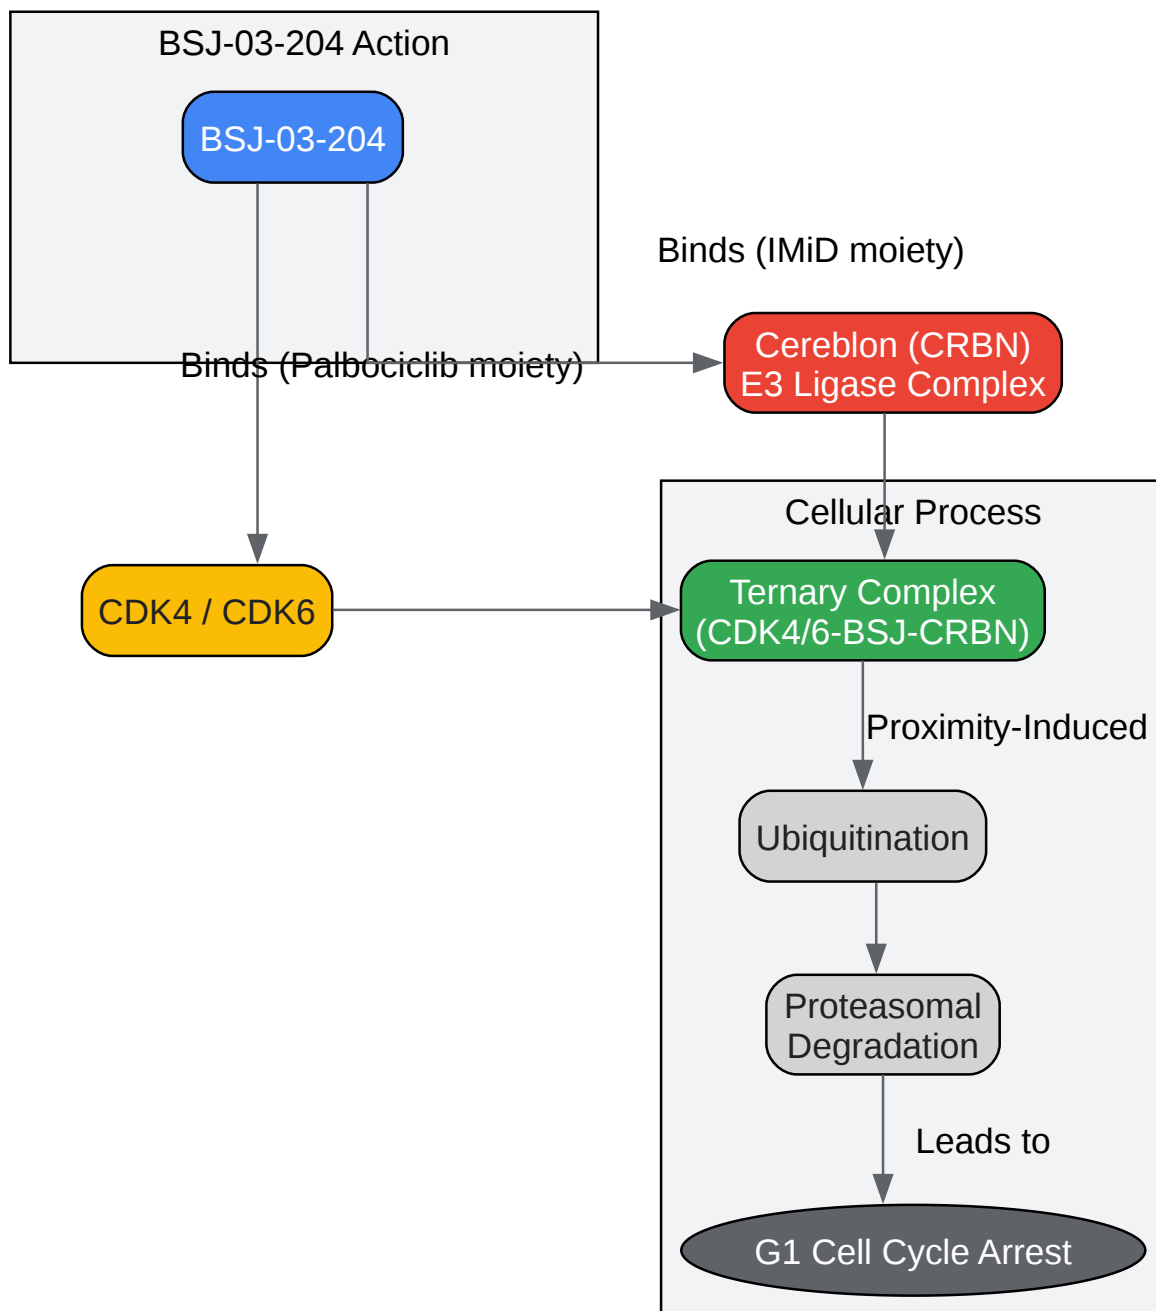 BSJ-03-204 Action
BSJ-03-204
Binds (IMiD moiety)
Binds (Palbociclib moiety)
Cereblon (CRBN)
E3 Ligase Complex
Cellular Process
CDK4 / CDK6
Ternary Complex
(CDK4/6-BSJ-CRBN)
Proximity-Induced
Ubiquitination
Proteasomal
Degradation
Leads to
G1 Cell Cycle Arrest